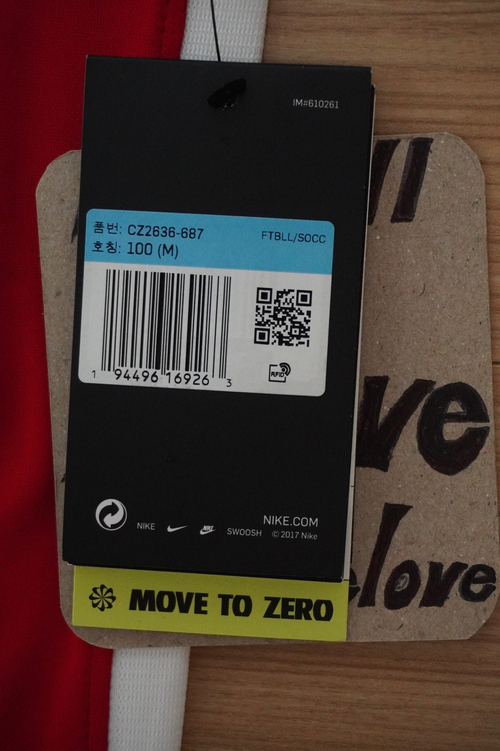 IM#610261
품번: CZ2636-687
FTBLL/SOCC
호칭: 100 (M)
1 94496 16926 3
RFID
NIKE
NIKE
SWOOSH
NIKE.COM
© 2017 Nike
MOVE TO ZERO
ve
elove